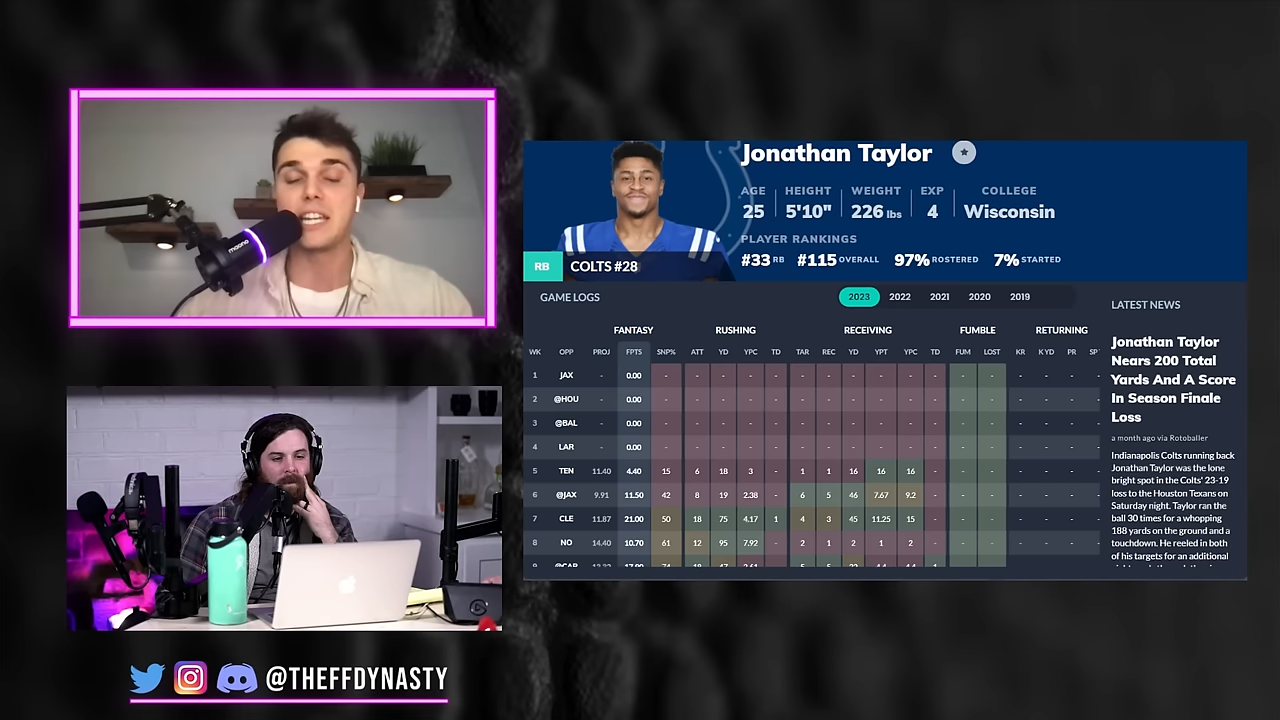 maono
@THEFFDYNASTY
Jonathan Taylor
AGE HEIGHT WEIGHT EXP COLLEGE
25 5'10" 226 lbs 4 Wisconsin
PLAYER RANKINGS
#33 RB #115 OVERALL 97% ROSTERED 7% STARTED
RB COLTS #28
GAME LOGS 2023 2022 2021 2020 2019
FANTASY RUSHING RECEIVING FUMBLE RETURNING
WK OPP PROJ FPTS SNP% ATT YD YPC TD TAR REC YD YPT YPC TD FUM LOST KR KYD PR
1 JAX - 0.00 - - - - - - - - - - - - - - - - -
2 @HOU - 0.00 - - - - - - - - - - - - - - - - -
3 @BAL - 0.00 - - - - - - - - - - - - - - - - -
4 LAR - 0.00 - - - - - - - - - - - - - - - - -
5 TEN 11.40 4.40 15 6 18 3 - 1 1 16 16 16 - - - - - - -
6 @JAX 9.91 11.50 42 8 19 2.38 - 6 5 46 7.67 9.2 - - - - - - -
7 CLE 11.87 21.00 50 18 75 4.17 1 4 3 45 11.25 15 - - - - - - -
8 NO 14.40 10.70 61 12 95 7.92 - 2 1 2 1 2 - - - - - - -
LATEST NEWS
Jonathan Taylor
Nears 200 Total
Yards And A Score
In Season Finale
Loss
a month ago via Rotoballer
Indianapolis Colts running back
Jonathan Taylor was the lone
bright spot in the Colts' 23-19
loss to the Houston Texans on
Saturday night. Taylor ran the
ball 30 times for a whopping
188 yards on the ground and a
touchdown. He reeled in both
of his targets for an additional